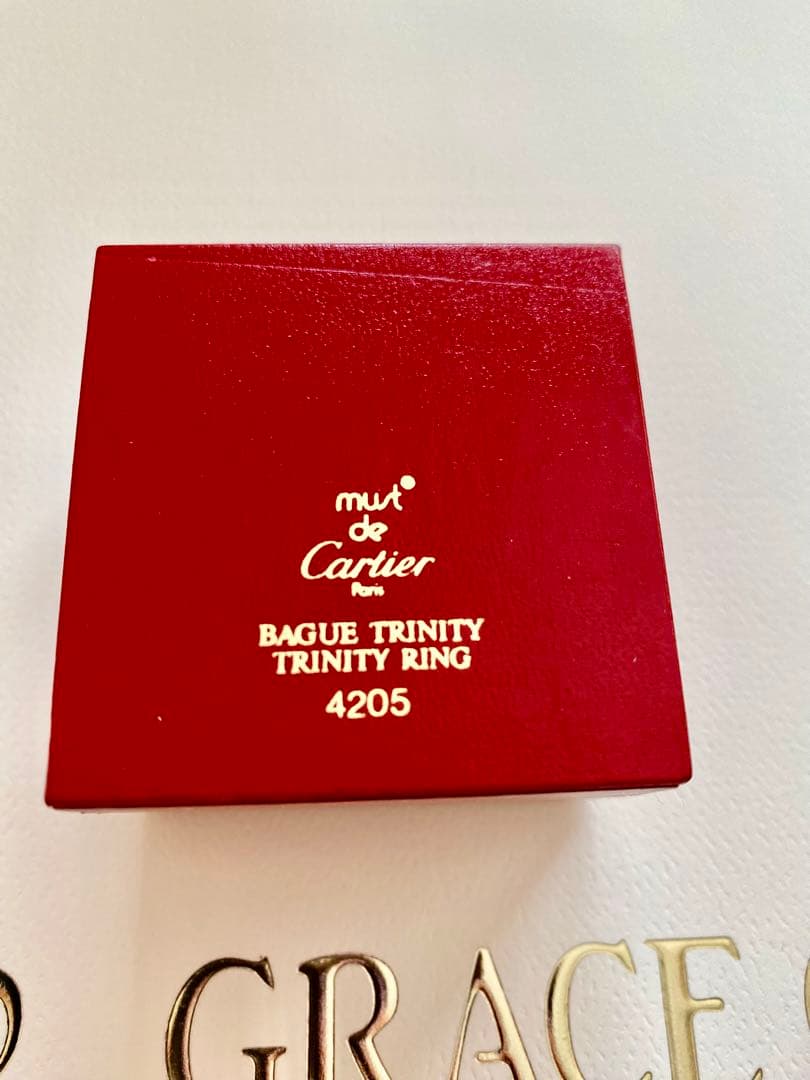 must
de
Cartier
Paris
BAGUE TRINITY
TRINITY RING
4205
GRACE